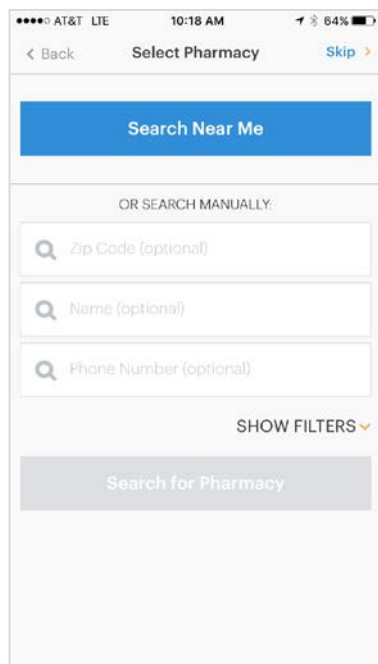 AT&T LTE 10:18 AM 64%
Back Select Pharmacy Skip
Search Near Me
OR SEARCH MANUALLY:
Zip Code (optional)
Name (optional)
Phone Number (optional)
SHOW FILTERS
Search for Pharmacy